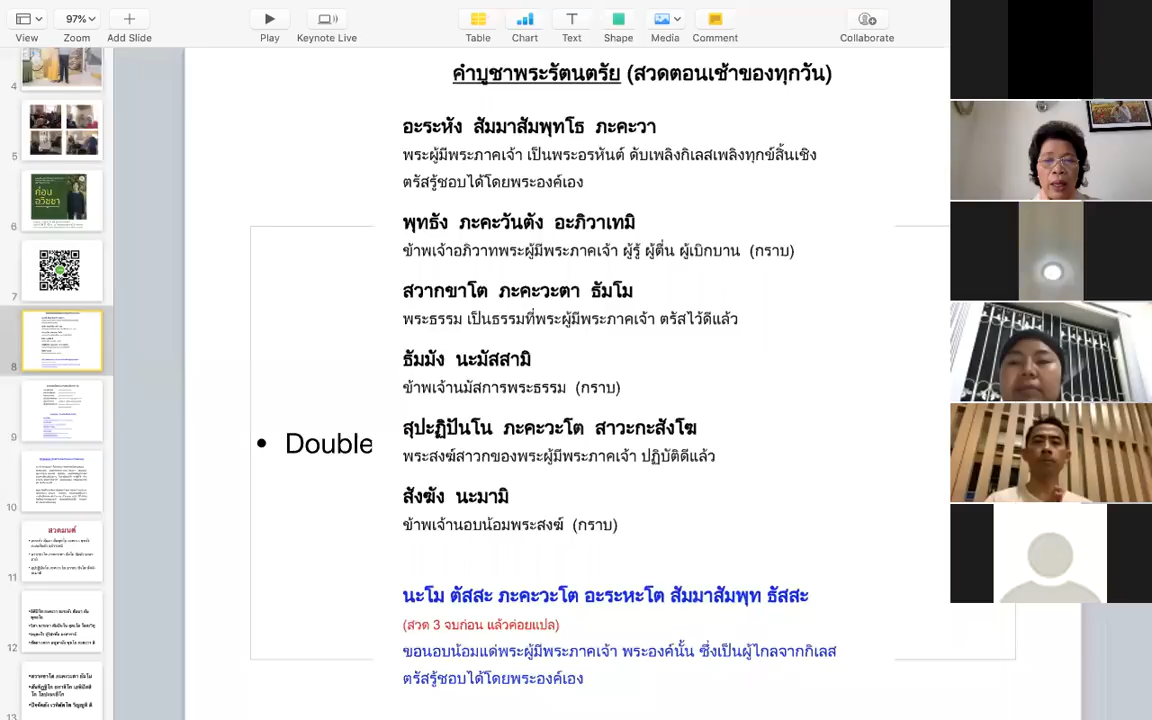 97%
View
Zoom
Add Slide
Play
Keynote Live
Table
Chart
Text
Shape
Media
Comment
Collaborate
คำบูชาพระรัตนตรัย (สวดตอนเช้าของทุกวัน)
อะระหัง สัมมาสัมพุทโธ ภะคะวา
พระผู้มีพระภาคเจ้า เป็นพระอรหันต์ ดับเพลิงกิเลสเพลิงทุกข์สิ้นเชิง
ตรัสรู้ชอบได้โดยพระองค์เอง
พุทธัง ภะคะวันตัง อะภิวาเทมิ
ข้าพเจ้าอภิวาทพระผู้มีพระภาคเจ้า ผู้รู้ ผู้ตื่น ผู้เบิกบาน (กราบ)
สวากขาโต ภะคะวะตา ธัมโม
พระธรรม เป็นธรรมที่พระผู้มีพระภาคเจ้า ตรัสไว้ดีแล้ว
ธัมมัง นะมัสสามิ
ข้าพเจ้านมัสการพระธรรม (กราบ)
สุปะฏิปันโน ภะคะวะโต สาวะกะสังโฆ
พระสงฆ์สาวกของพระผู้มีพระภาคเจ้า ปฏิบัติดีแล้ว
• Double
สังฆัง นะมามิ
ข้าพเจ้านอบน้อมพระสงฆ์ (กราบ)
นะโม ตัสสะ ภะคะวะโต อะระหะโต สัมมาสัมพุท ธัสสะ
(สวด 3 จบก่อน แล้วค่อยแปล)
ขอนอบน้อมแด่พระผู้มีพระภาคเจ้า พระองค์นั้น ซึ่งเป็นผู้ไกลจากกิเลส
ตรัสรู้ชอบได้โดยพระองค์เอง
4
5
6
7
8
9
10
11
12
13
ค่อน
อวิชชา
สวดมนต์